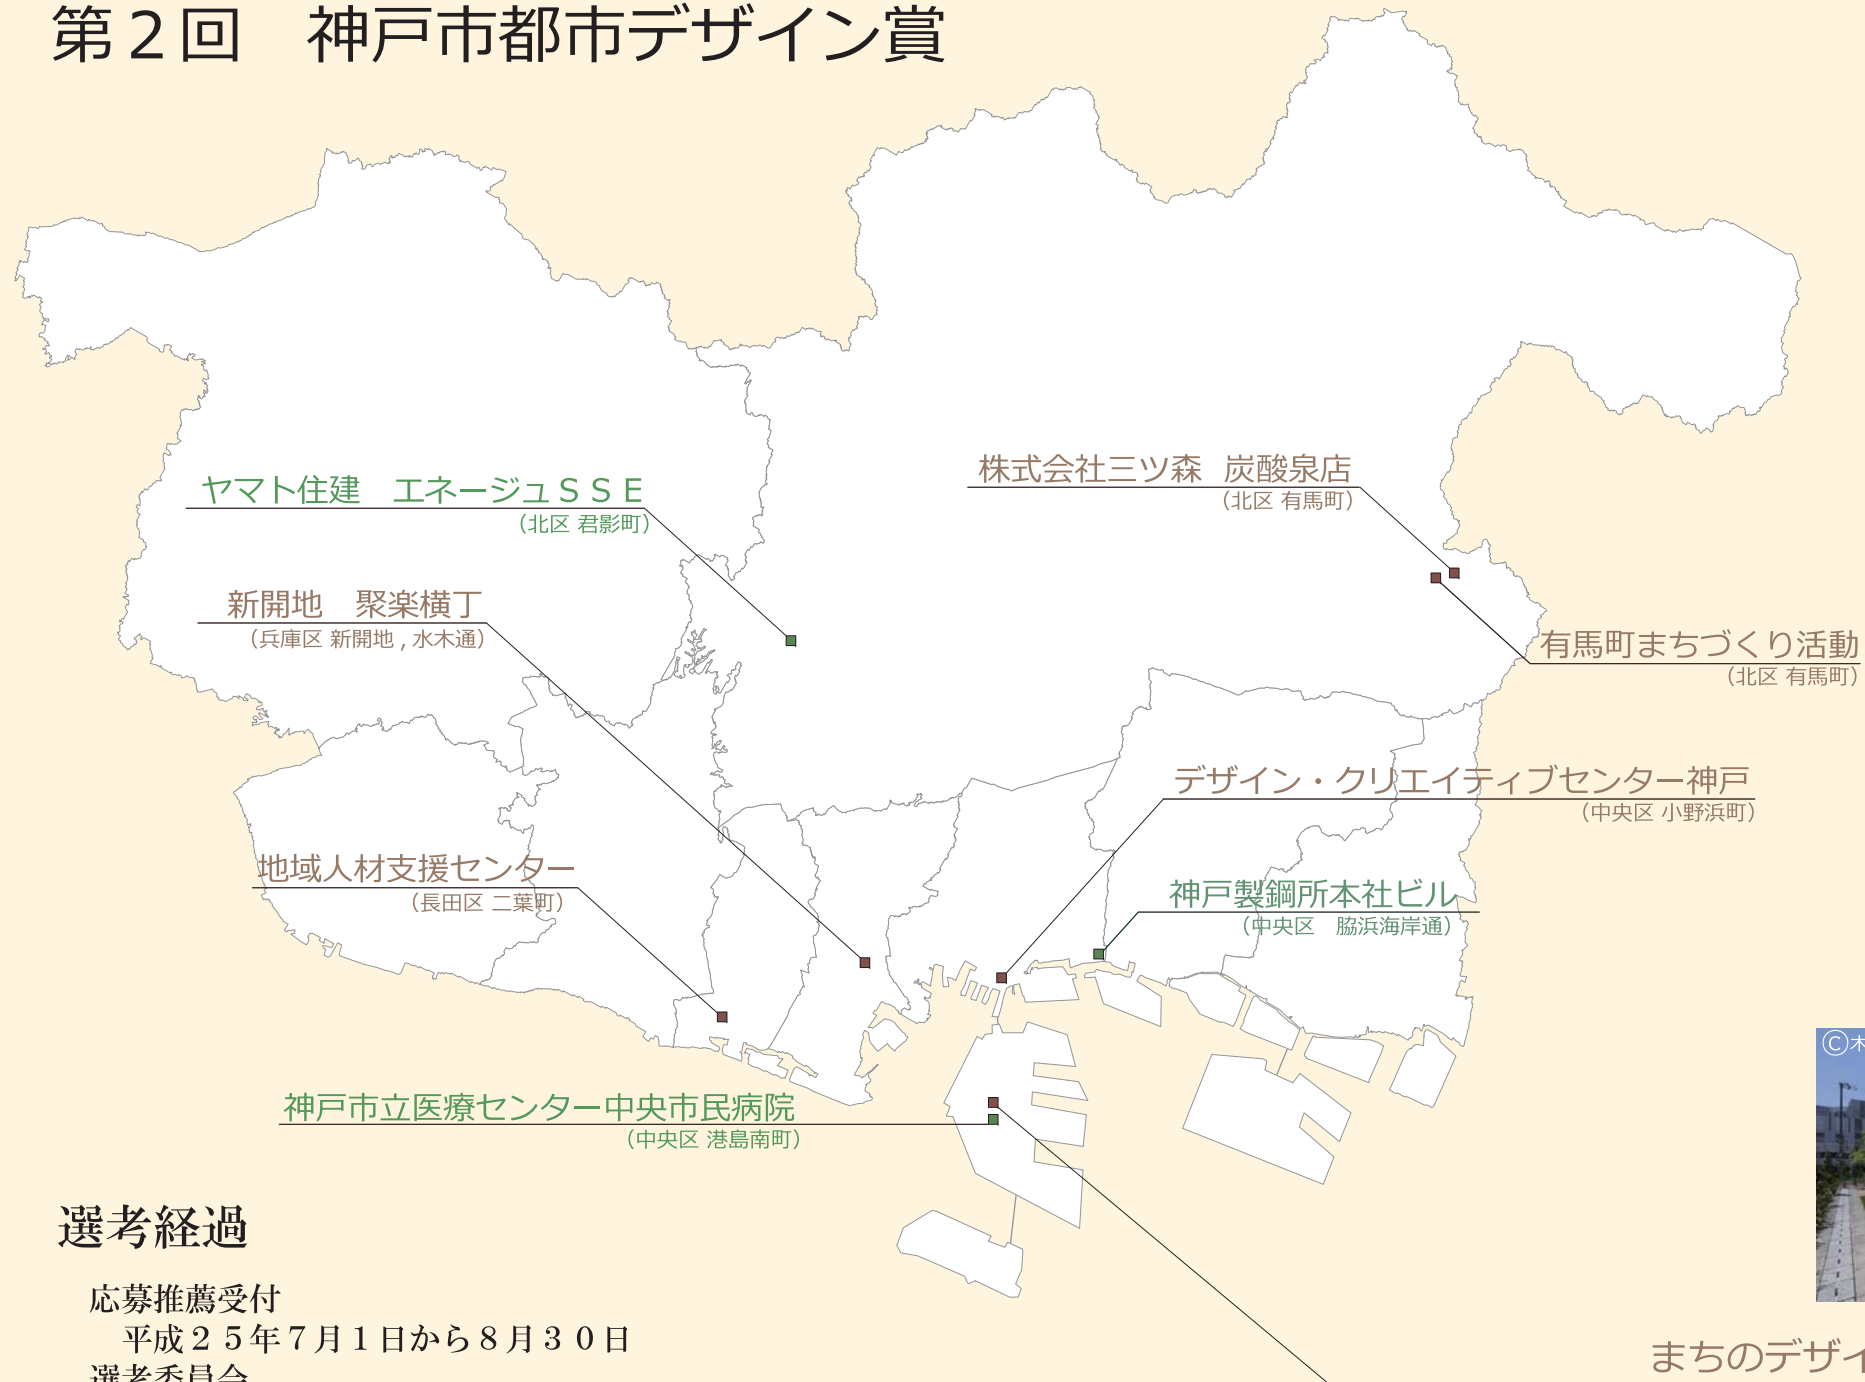 第２回　神戸市都市デザイン賞
株式会社三ツ森 炭酸泉店
（北区 有馬町）
ヤマト住建　エネージュＳＳＥ
（北区 君影町）
新開地　聚楽横丁
（兵庫区 新開地 , 水木通）
有馬町まちづくり活動
（北区 有馬町）
デザイン・クリエイティブセンター神戸
（中央区 小野浜町）
地域人材支援センター
（長田区 二葉町）
神戸製鋼所本社ビル
（中央区　脇浜海岸通）
神戸市立医療センター中央市民病院
（中央区 港島南町）
Ⓒ木
選考経過
応募推薦受付
平成２５年７月１日から８月３０日
選考委員会
まちのデザイ